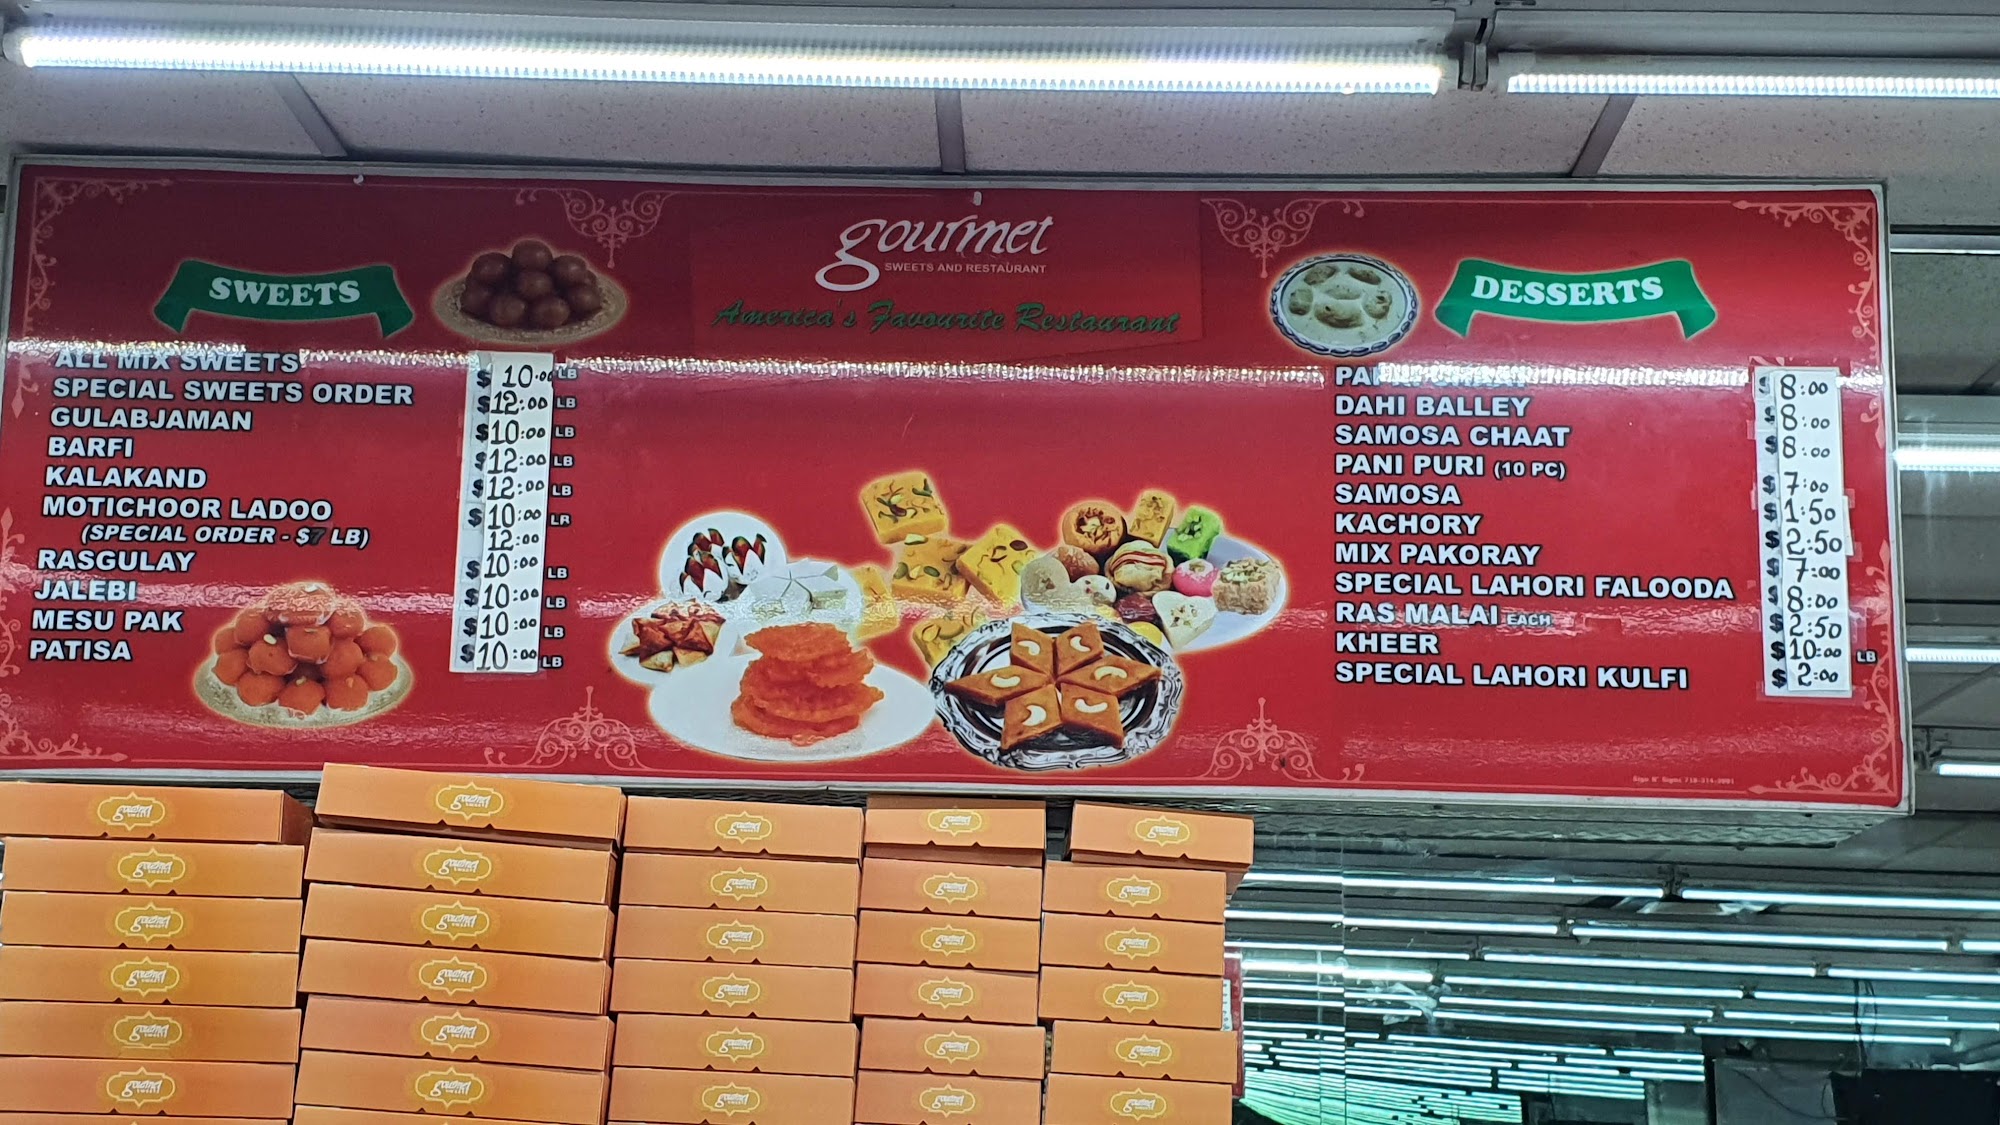 gourmet
SWEETS AND RESTAURANT
America's Favourite Restaurant
SWEETS
ALL MIX SWEETS $ 10.00 LB
SPECIAL SWEETS ORDER $ 12:00 LB
GULABJAMAN $ 10:00 LB
BARFI $ 12:00 LB
KALAKAND $ 12:00 LB
MOTICHOOR LADOO $ 10:00 LB
(SPECIAL ORDER - $7 LB) 12:00
RASGULAY $ 10:00 LB
JALEBI $ 10:00 LB
MESU PAK $ 10:00 LB
PATISA $ 10:00 LB
DESSERTS
$ 8:00
DAHI BALLEY $ 8:00
SAMOSA CHAAT $ 8:00
PANI PURI (10 PC) $ 7:00
SAMOSA $ 1:50
KACHORY $ 2:50
MIX PAKORAY $ 7:00
SPECIAL LAHORI FALOODA $ 8:00
RAS MALAI EACH $ 2:50
KHEER $ 10:00 LB
SPECIAL LAHORI KULFI $ 2:00
gourmet SWEETS